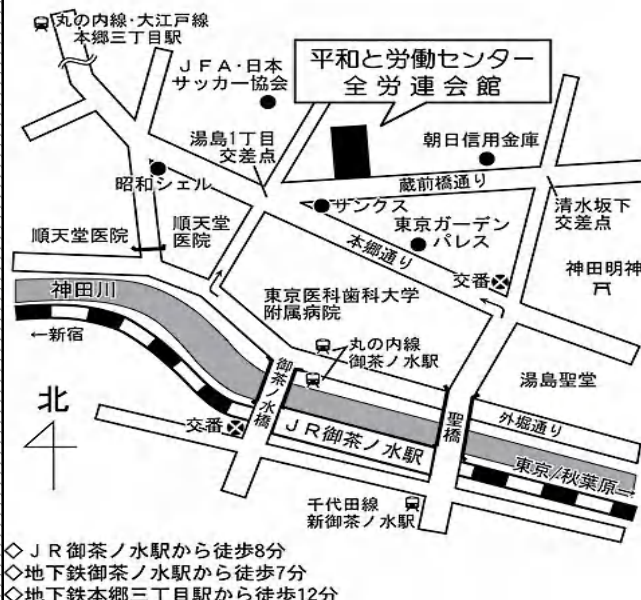 丸の内線・大江戸線
本郷三丁目駅
JFA・日本
サッカー協会
平和と労働センター
全労連会館
湯島1丁目
交差点
朝日信用金庫
昭和シェル
蔵前橋通り
サンクス
清水坂下
交差点
順天堂医院
順天堂
医院
東京ガーデン
パレス
本郷通り
神田明神
交番
神田川
東京医科歯科大学
附属病院
←新宿
丸の内線
御茶ノ水駅
御茶ノ水橋
湯島聖堂
北
聖橋
外堀通り
交番
JR御茶ノ水駅
東京/秋葉原→
千代田線
新御茶ノ水駅
◇JR御茶ノ水駅から徒歩8分
◇地下鉄御茶ノ水駅から徒歩7分
◇地下鉄本郷三丁目駅から徒歩12分